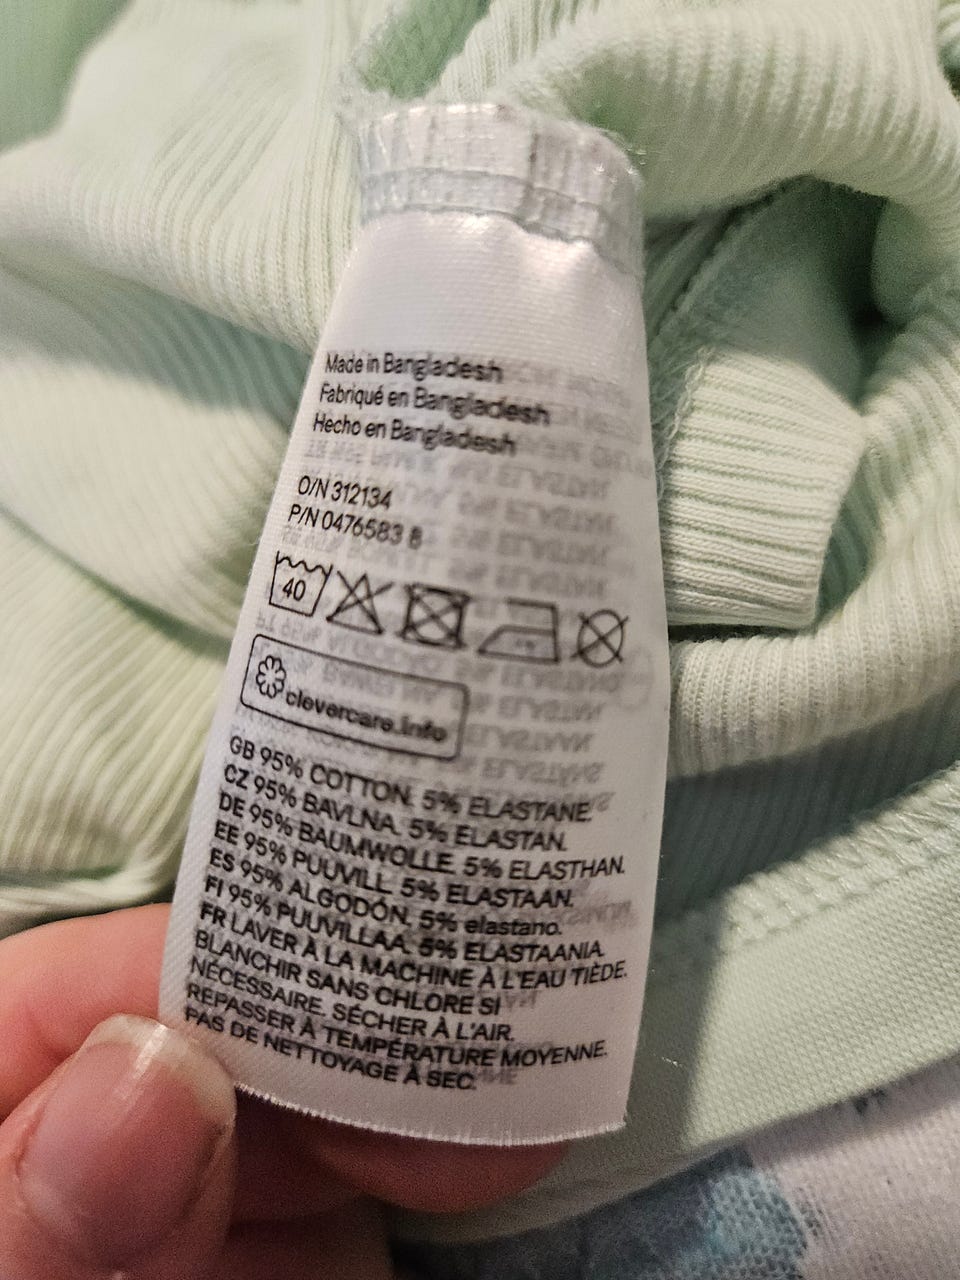 Made in Bangladesh
Fabriqué en Bangladesh
Hecho en Bangladesh
O/N 312134
P/N 0476583 8
40
clevercare.info
GB 95% COTTON. 5% ELASTANE.
CZ 95% BAVLNA. 5% ELASTAN.
DE 95% BAUMWOLLE. 5% ELASTHAN.
EE 95% PUUVILL. 5% ELASTAAN.
ES 95% ALGODÓN. 5% elastano.
FI 95% PUUVILLAA. 5% ELASTAANIA.
FR LAVER À LA MACHINE À L'EAU TIÈDE.
BLANCHIR SANS CHLORE SI
NÉCESSAIRE. SÉCHER À L'AIR.
REPASSER À TEMPÉRATURE MOYENNE.
PAS DE NETTOYAGE À SEC.